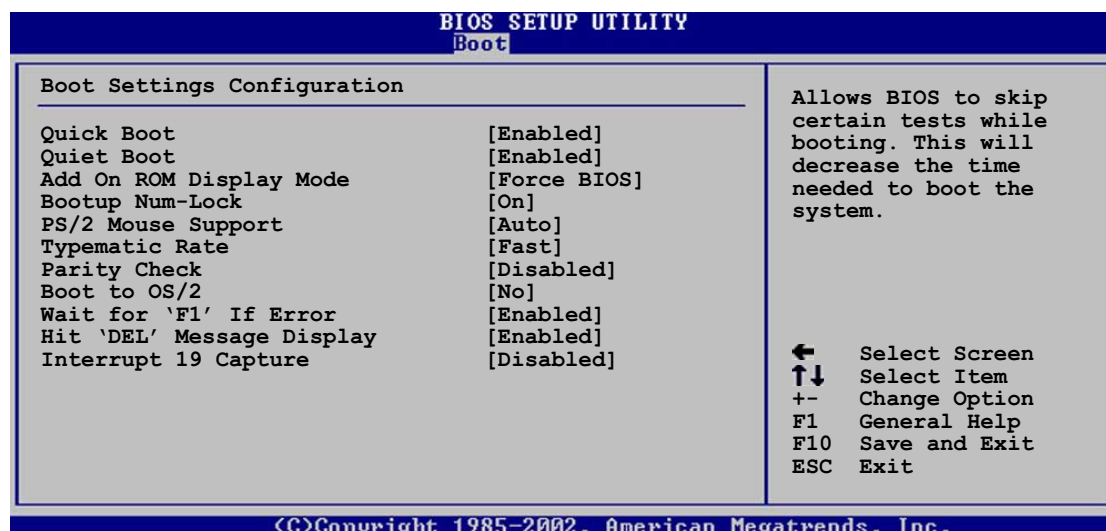 BIOS SETUP UTILITY
Boot
Boot Settings Configuration
Quick Boot [Enabled]
Quiet Boot [Enabled]
Add On ROM Display Mode [Force BIOS]
Bootup Num-Lock [On]
PS/2 Mouse Support [Auto]
Typematic Rate [Fast]
Parity Check [Disabled]
Boot to OS/2 [No]
Wait for ‘F1’ If Error [Enabled]
Hit ‘DEL’ Message Display [Enabled]
Interrupt 19 Capture [Disabled]
Allows BIOS to skip
certain tests while
booting. This will
decrease the time
needed to boot the
system.
← Select Screen
↑↓ Select Item
+- Change Option
F1 General Help
F10 Save and Exit
ESC Exit
(C)Copyright 1985-2002, American Megatrends, Inc.